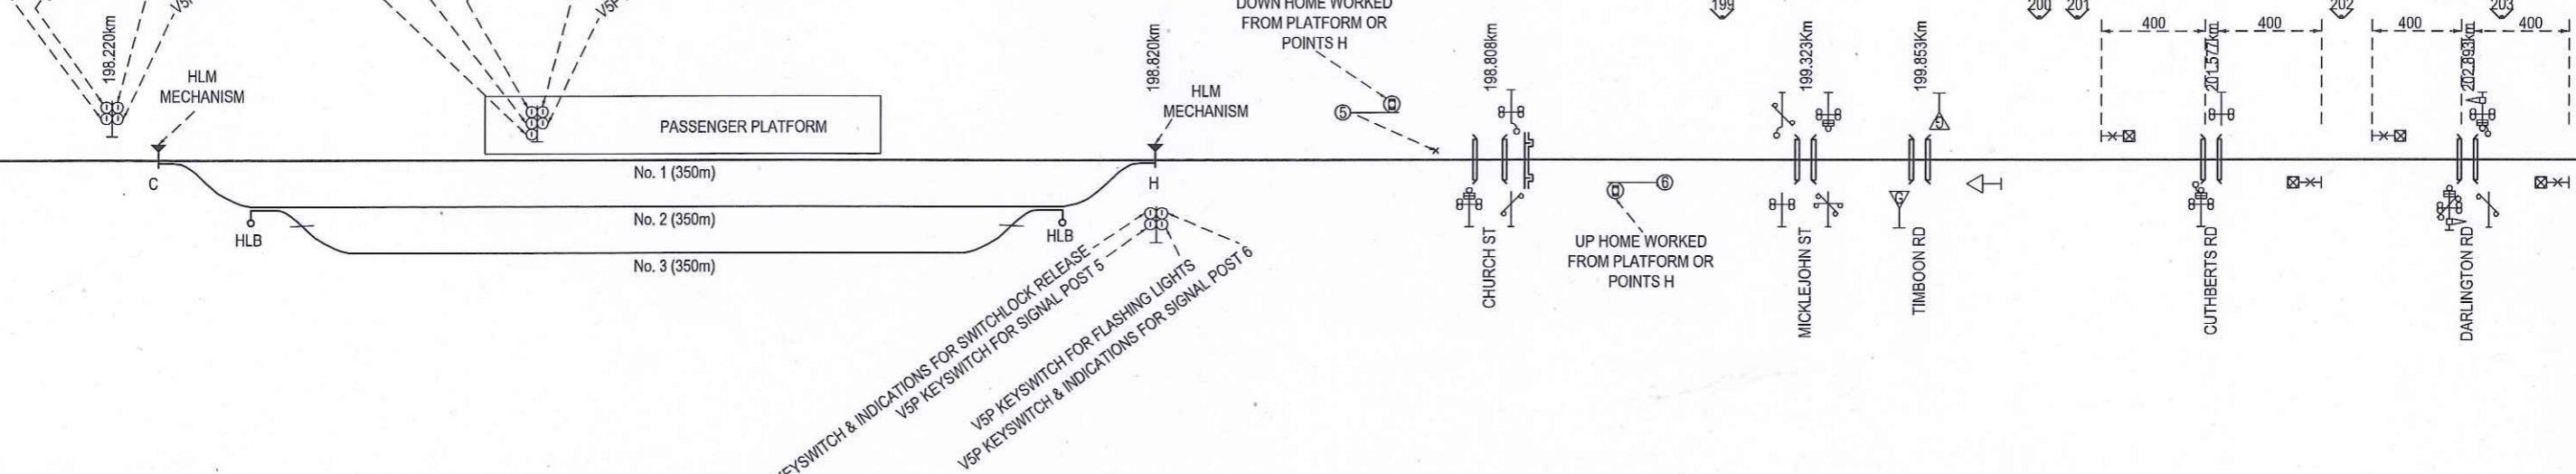 DOWN HOME WORKED
FROM PLATFORM OR
POINTS H
199
200
201
202
203
400
400
400
400
198.220km
HLM
MECHANISM
198.820km
HLM
MECHANISM
198.808km
199.323Km
199.853Km
201.577km
202.893km
PASSENGER PLATFORM
5
C
No. 1 (350m)
H
6
G
G
No. 2 (350m)
HLB
HLB
No. 3 (350m)
UP HOME WORKED
FROM PLATFORM OR
POINTS H
CHURCH ST
MICKLEJOHN ST
TIMBOON RD
CUTHBERTS RD
DARLINGTON RD
KEYSWITCH & INDICATIONS FOR SWITCHLOCK RELEASE
V5P KEYSWITCH FOR SIGNAL POST 5
V5P KEYSWITCH FOR FLASHING LIGHTS
V5P KEYSWITCH & INDICATIONS FOR SIGNAL POST 6